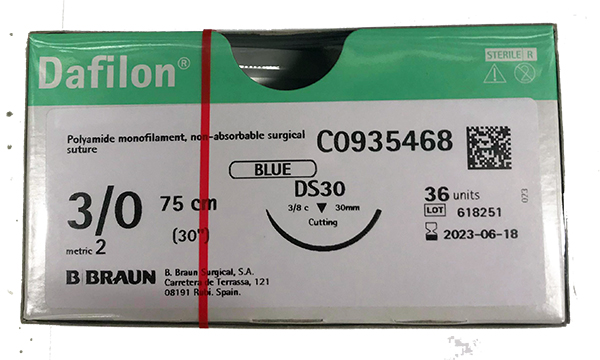 Dafilon®
STERILE R
Polyamide monofilament, non-absorbable surgical
suture
C0935468
BLUE
DS30
3/8 c 30mm
Cutting
3/0 75 cm
(30")
metric 2
36 units
LOT 618251
2023-06-18
023
B BRAUN
B. Braun Surgical, S.A.
Carretera de Terrassa, 121
08191 Rubi. Spain.